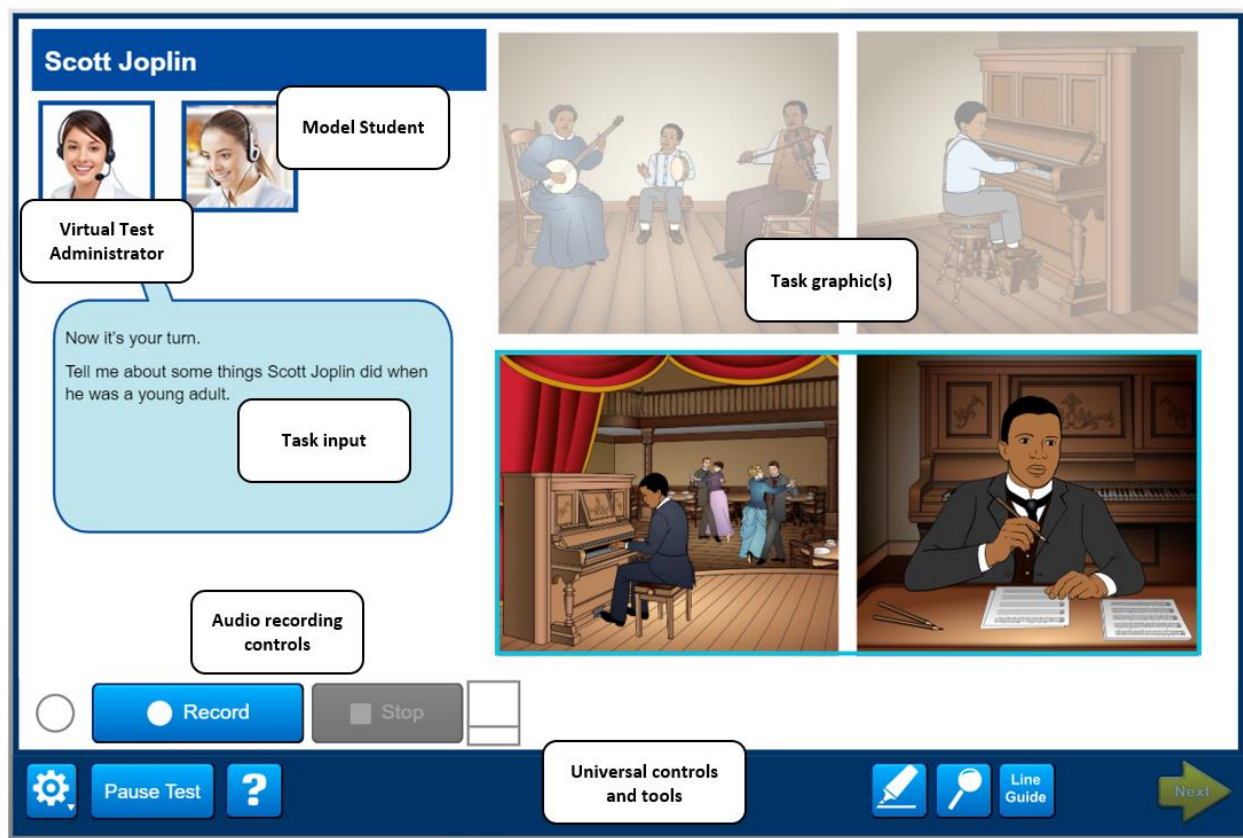 Scott Joplin
Model Student
Virtual Test
Administrator
Task graphic(s)
Now it's your turn.
Tell me about some things Scott Joplin did when
he was a young adult.
Task input
Audio recording
controls
Record
Stop
Universal controls
and tools
Pause Test
?
Line
Guide
Next